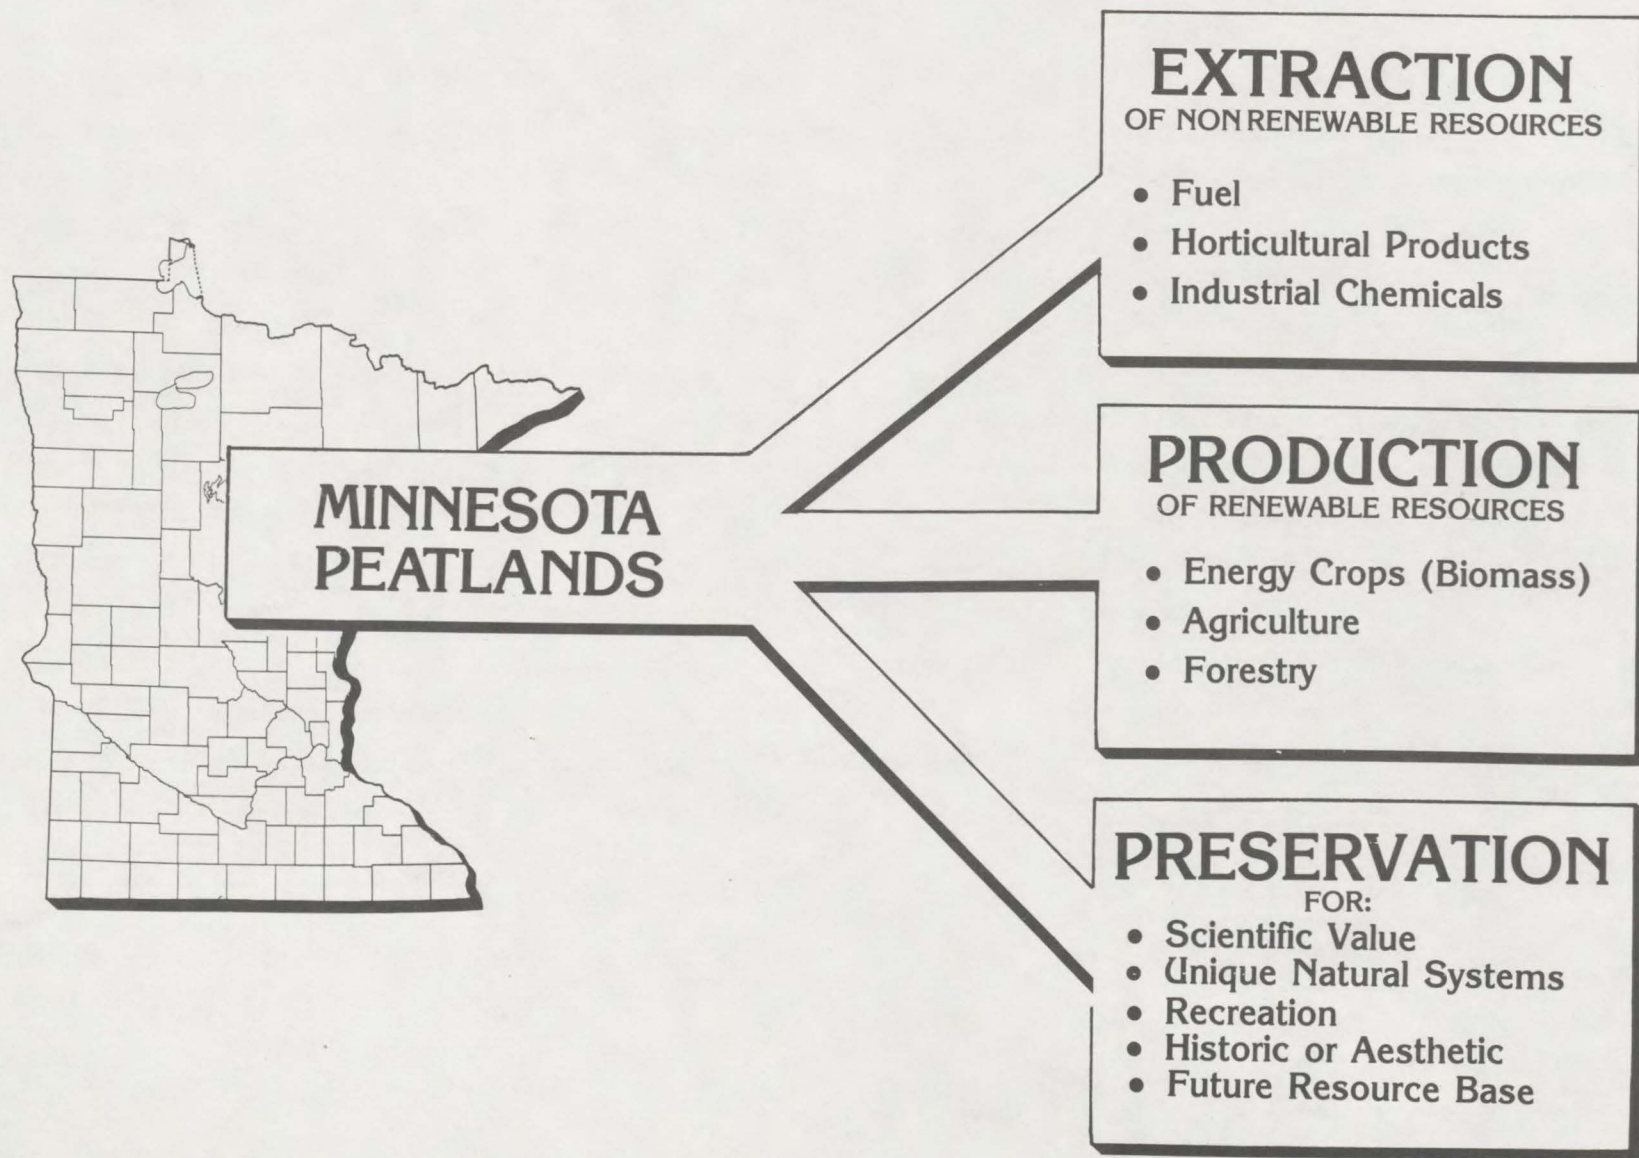 MINNESOTA
PEATLANDS
EXTRACTION
OF NONRENEWABLE RESOURCES
• Fuel
• Horticultural Products
• Industrial Chemicals
PRODUCTION
OF RENEWABLE RESOURCES
• Energy Crops (Biomass)
• Agriculture
• Forestry
PRESERVATION
FOR:
• Scientific Value
• Unique Natural Systems
• Recreation
• Historic or Aesthetic
• Future Resource Base